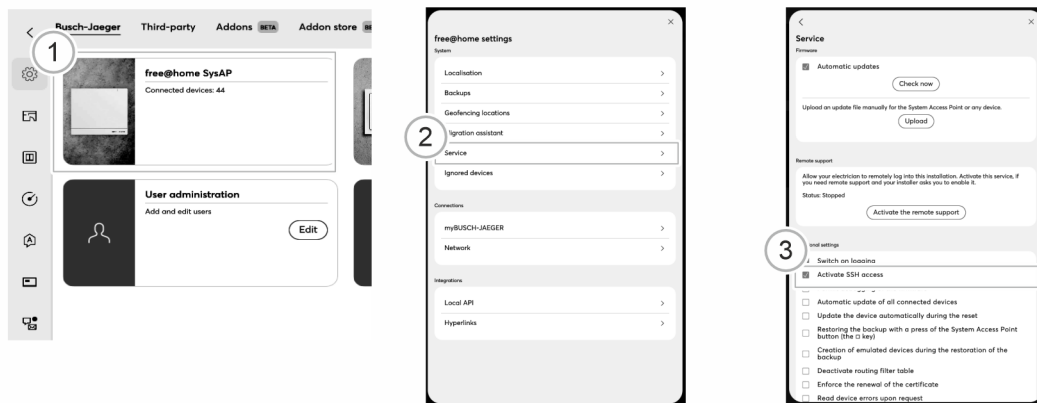 Busch-Jaeger Third-party Addons BETA Addon store
1
free@home SysAP
Connected devices: 44
User administration
Add and edit users
Edit
free@home settings
System
Localisation
Backups
Geofencing locations
2
assistant
Service
Ignored devices
Connections
myBUSCH-JAEGER
Network
Integrations
Local API
Hyperlinks
Service
Firmware
Automatic updates
Check now
Upload an update file manually for the System Access Point or any device.
Upload
Remote support
Allow your electrician to remotely log into this installation. Activate this service, if
you need remote support and your installer asks you to enable it.
Status: Stopped
Activate the remote support
3
settings
Switch on logging
Activate SSH access
Automatic update of all connected devices
Update the device automatically during the reset
Restoring the backup with a press of the System Access Point
button (the □ key)
Creation of emulated devices during the restoration of the
backup
Deactivate routing filter table
Enforce the renewal of the certificate
Read device errors upon request